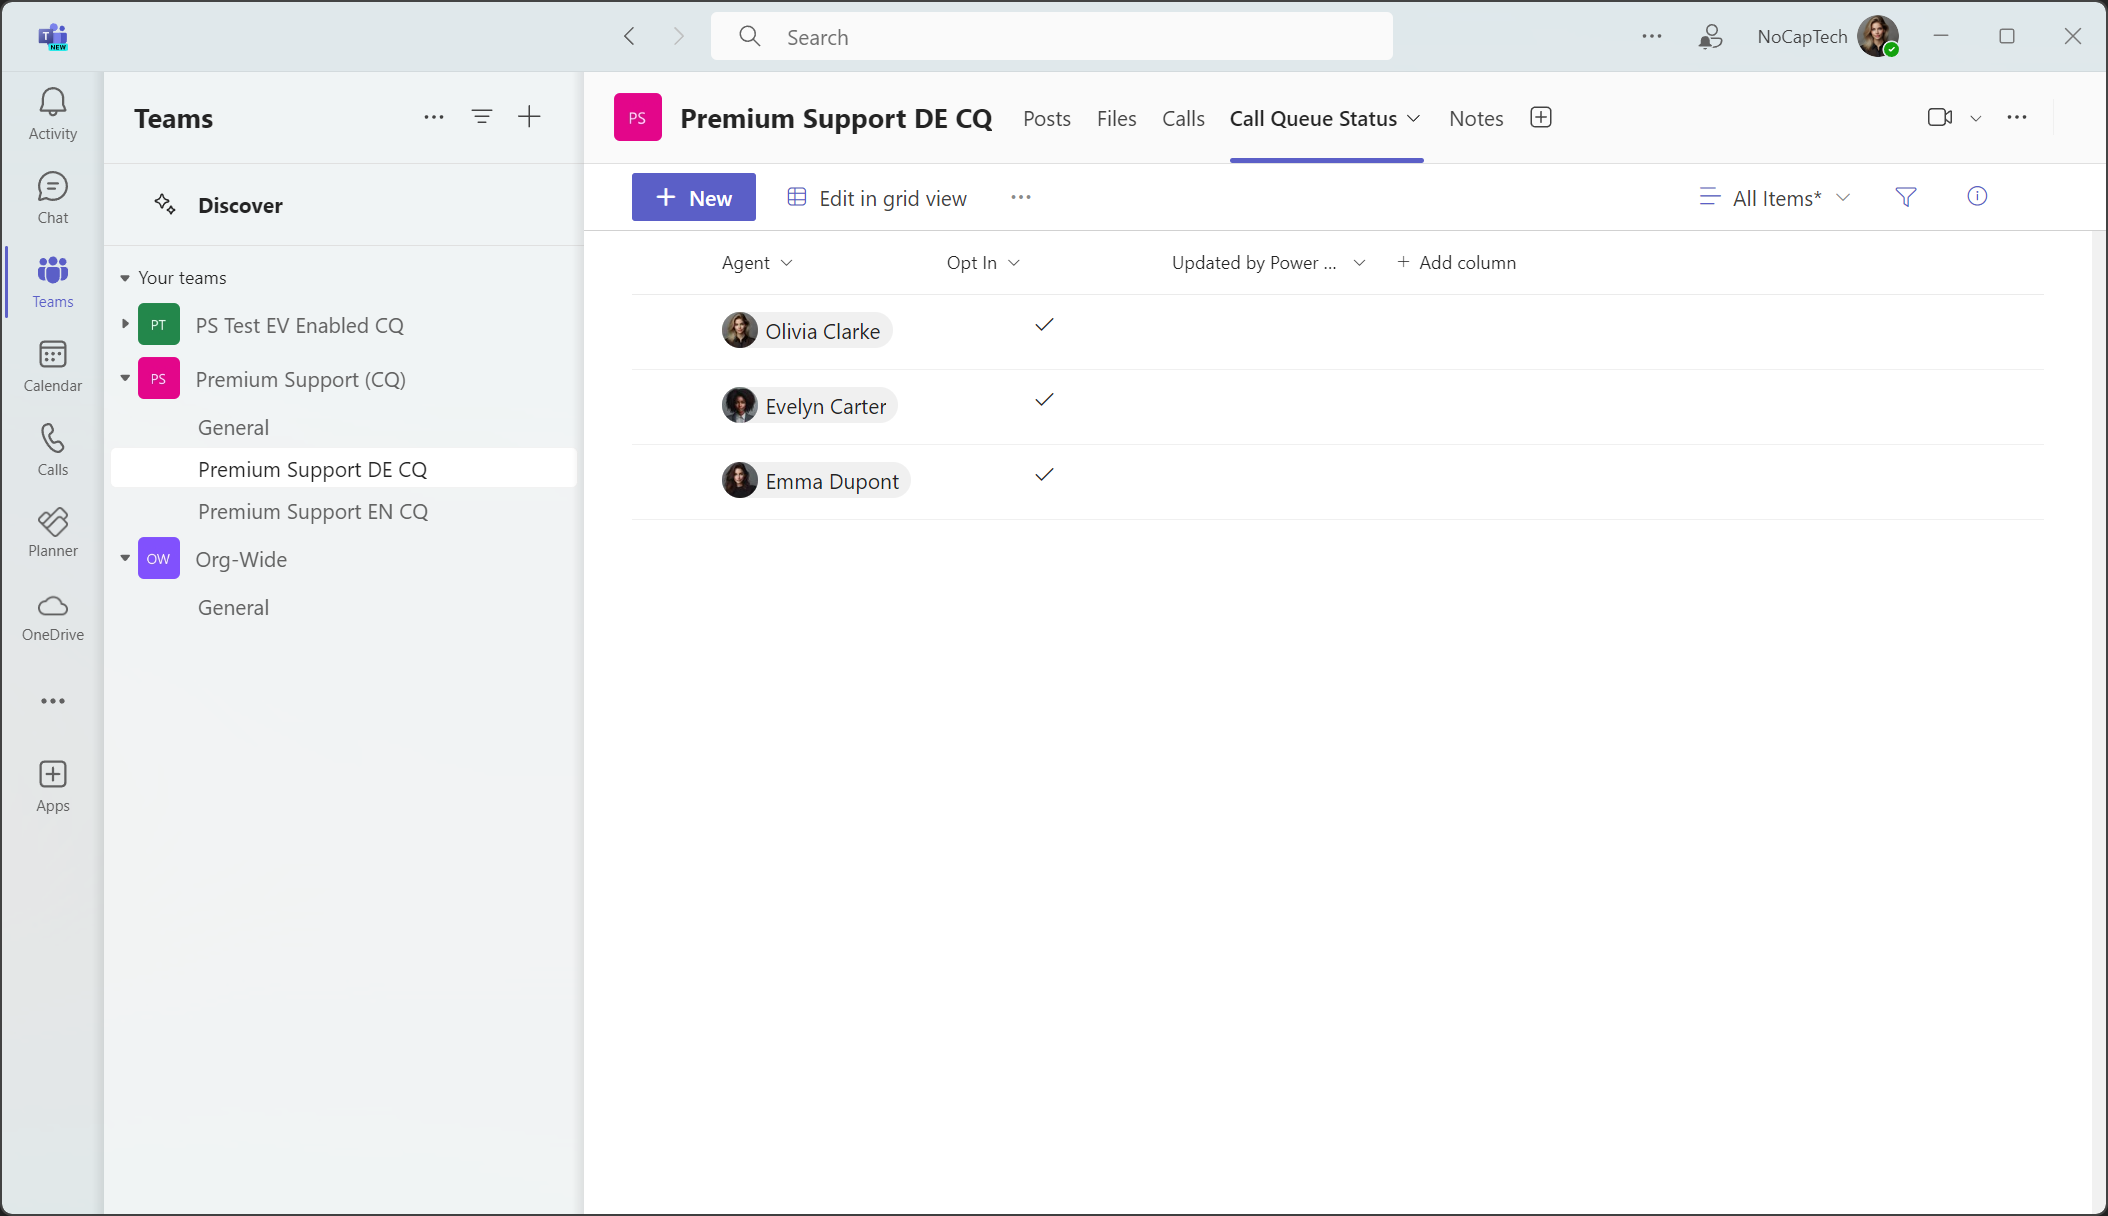 T
NEW
Search
NoCapTech
Activity
Chat
Teams
Calendar
Calls
Planner
OneDrive
Apps
Teams
Discover
Your teams
PT PS Test EV Enabled CQ
PS Premium Support (CQ)
General
Premium Support DE CQ
Premium Support EN CQ
OW Org-Wide
General
PS Premium Support DE CQ Posts Files Calls Call Queue Status Notes
New Edit in grid view All Items*
Agent Opt In Updated by Power ... Add column
Olivia Clarke
Evelyn Carter
Emma Dupont